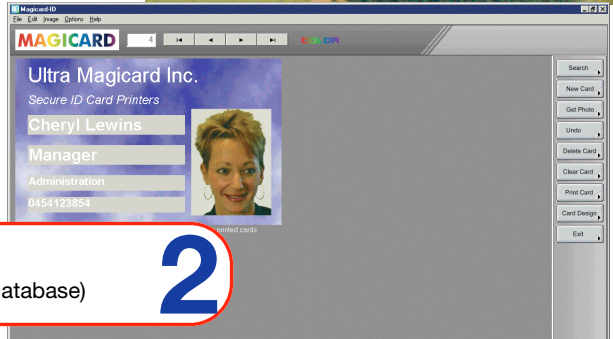 Magicard-ID
File Edit Image Options Help
MAGICARD 4 COLOR
Ultra Magicard Inc.
Secure ID Card Printers
Cheryl Lewins
Manager
Administration
0454123854
printed cards
Search
New Card
Get Photo
Undo
Delete Card
Clear Card
Print Card
Card Design
Exit
atabase)
2